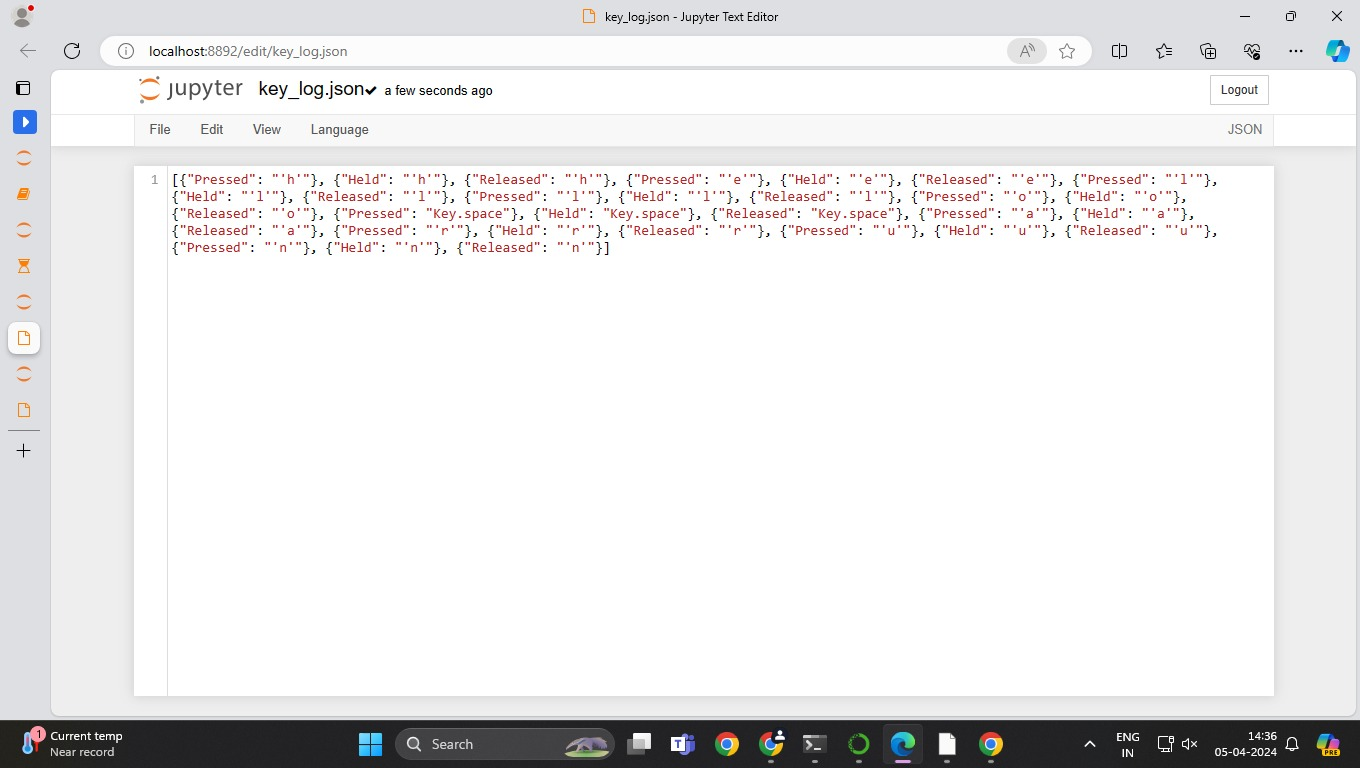 key_log.json - Jupyter Text Editor
localhost:8892/edit/key_log.json
jupyter key_log.json✔ a few seconds ago
Logout
File Edit View Language
JSON
1
[{"Pressed": "'h'"}, {"Held": "'h'"}, {"Released": "'h'"}, {"Pressed": "'e'"}, {"Held": "'e'"}, {"Released": "'e'"}, {"Pressed": "'l'"},
{"Held": "'l'"}, {"Released": "'l'"}, {"Pressed": "'l'"}, {"Held": "'l'"}, {"Released": "'l'"}, {"Pressed": "'o'"}, {"Held": "'o'"},
{"Released": "'o'"}, {"Pressed": "Key.space"}, {"Held": "Key.space"}, {"Released": "Key.space"}, {"Pressed": "'a'"}, {"Held": "'a'"},
{"Released": "'a'"}, {"Pressed": "'r'"}, {"Held": "'r'"}, {"Released": "'r'"}, {"Pressed": "'u'"}, {"Held": "'u'"}, {"Released": "'u'"},
{"Pressed": "'n'"}, {"Held": "'n'"}, {"Released": "'n'"}]
1
Current temp
Near record
Search
ENG
IN
14:36
05-04-2024
PRE